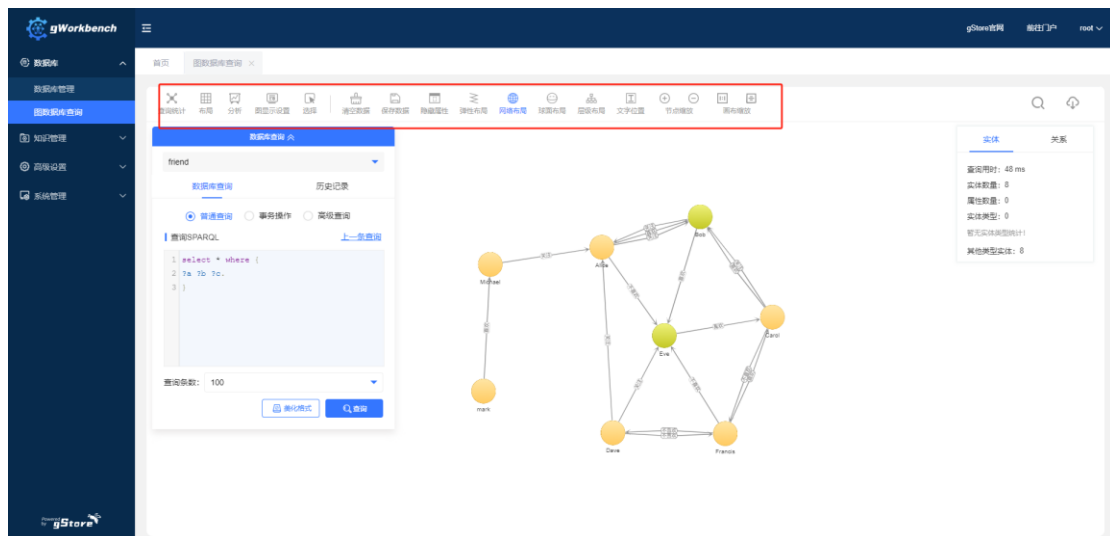 gWorkbench
gStore官网 前往门户 root
数据库
首页 图数据库查询 ×
数据库管理
图数据库查询
知识管理
高级设置
系统管理
查询统计 布局 分析 图显示设置 选择 清空数据 保存数据 隐藏属性 弹性布局 网络布局 球面布局 层级布局 文字位置 节点缩放 画布缩放
数据库查询
friend
数据库查询 历史记录
普通查询 事务操作 高级查询
查询SPARQL 上一条查询
1 select * where {
2 ?a ?b ?c.
3 }
查询条数: 100
美化格式 查询
实体 关系
查询用时: 48 ms
实体数量: 8
属性数量: 0
实体类型: 0
暂无实体类型统计!
其他类型实体: 8
Bob
Alice
Michael
Carol
Eve
mark
Dave
Francis
Powered by gStore